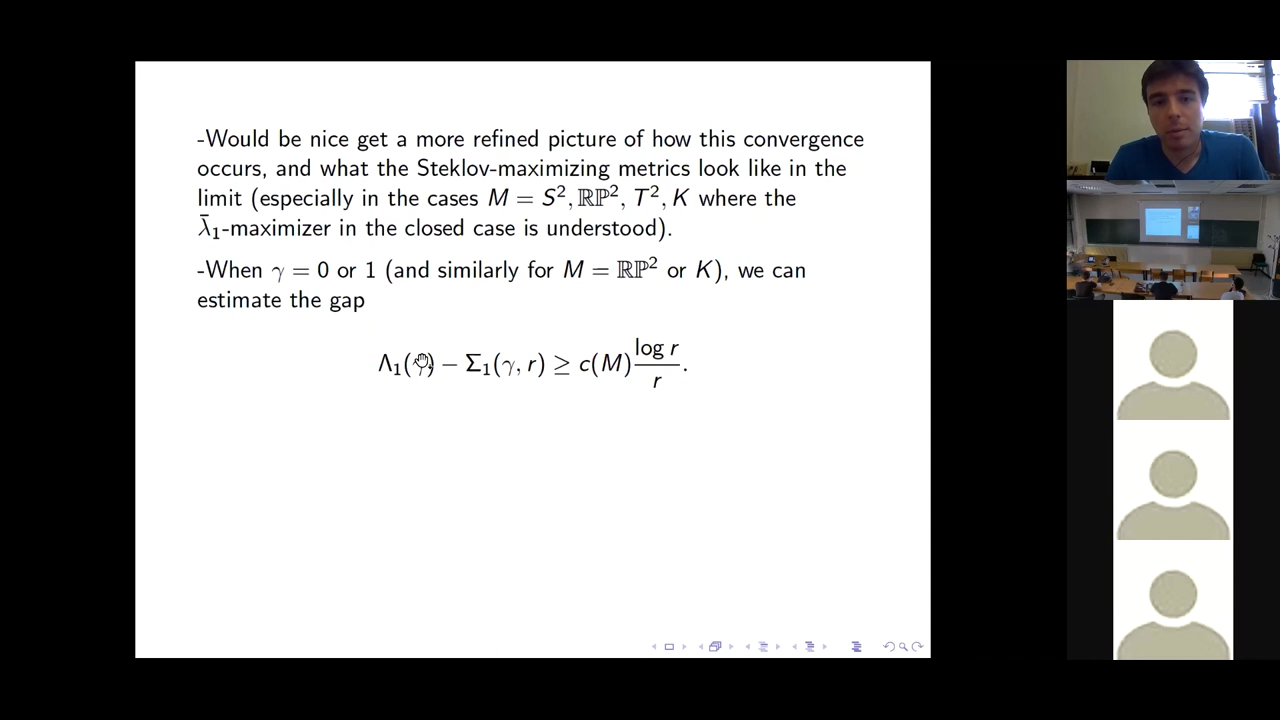 -Would be nice get a more refined picture of how this convergence
occurs, and what the Steklov-maximizing metrics look like in the
limit (especially in the cases M = S², ℝℙ², T², K where the
λ̄₁-maximizer in the closed case is understood).
-When γ = 0 or 1 (and similarly for M = ℝℙ² or K), we can
estimate the gap
Λ₁(γ) − Σ₁(γ, r) ≥ c(M) log r / r.